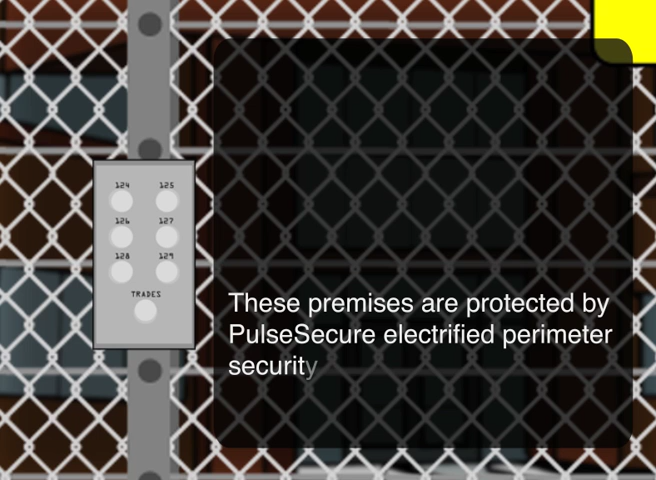 124 125
126 127
128 129
TRADES
These premises are protected by
PulseSecure electrified perimeter
security